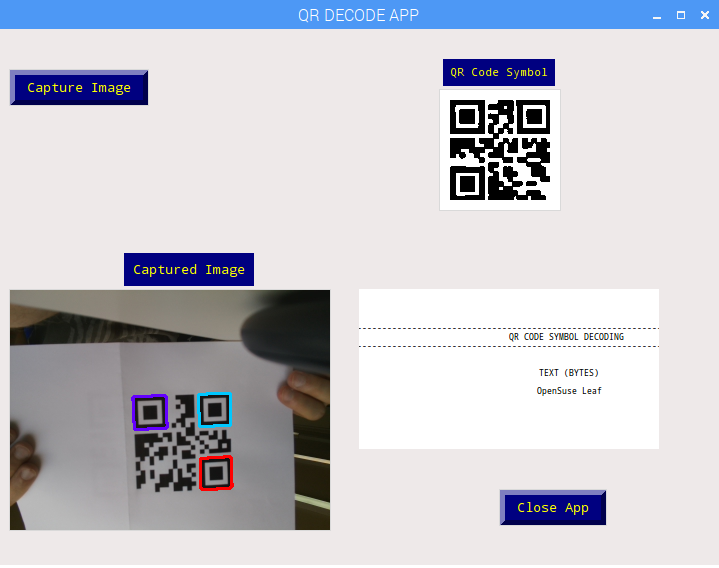 QR DECODE APP
Capture Image
QR Code Symbol
Captured Image
QR CODE SYMBOL DECODING
TEXT (BYTES)
OpenSuse Leaf
Close App